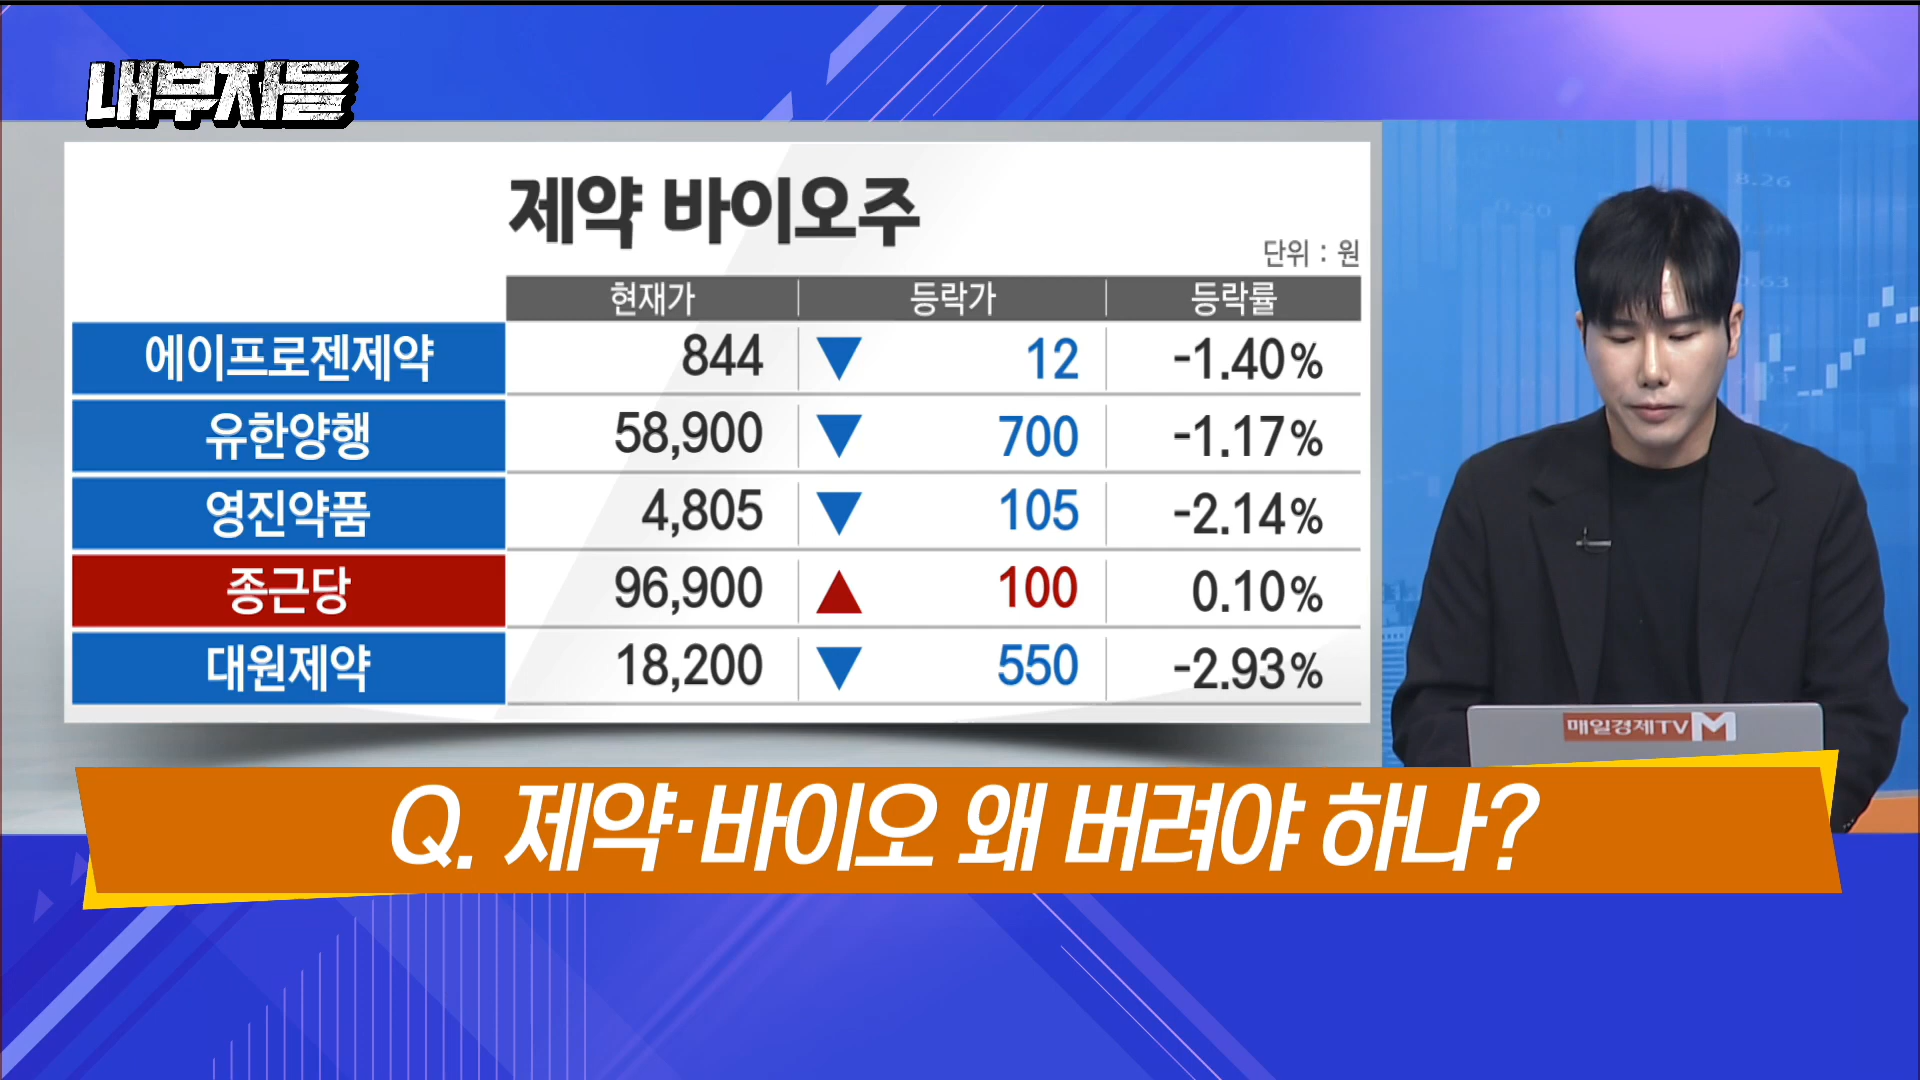 내부자들
제약 바이오주
단위 : 원
현재가 등락가 등락률
에이프로젠제약 844 ▼ 12 -1.40%
유한양행 58,900 ▼ 700 -1.17%
영진약품 4,805 ▼ 105 -2.14%
종근당 96,900 ▲ 100 0.10%
대원제약 18,200 ▼ 550 -2.93%
매일경제TV M
Q. 제약·바이오 왜 버려야 하나?